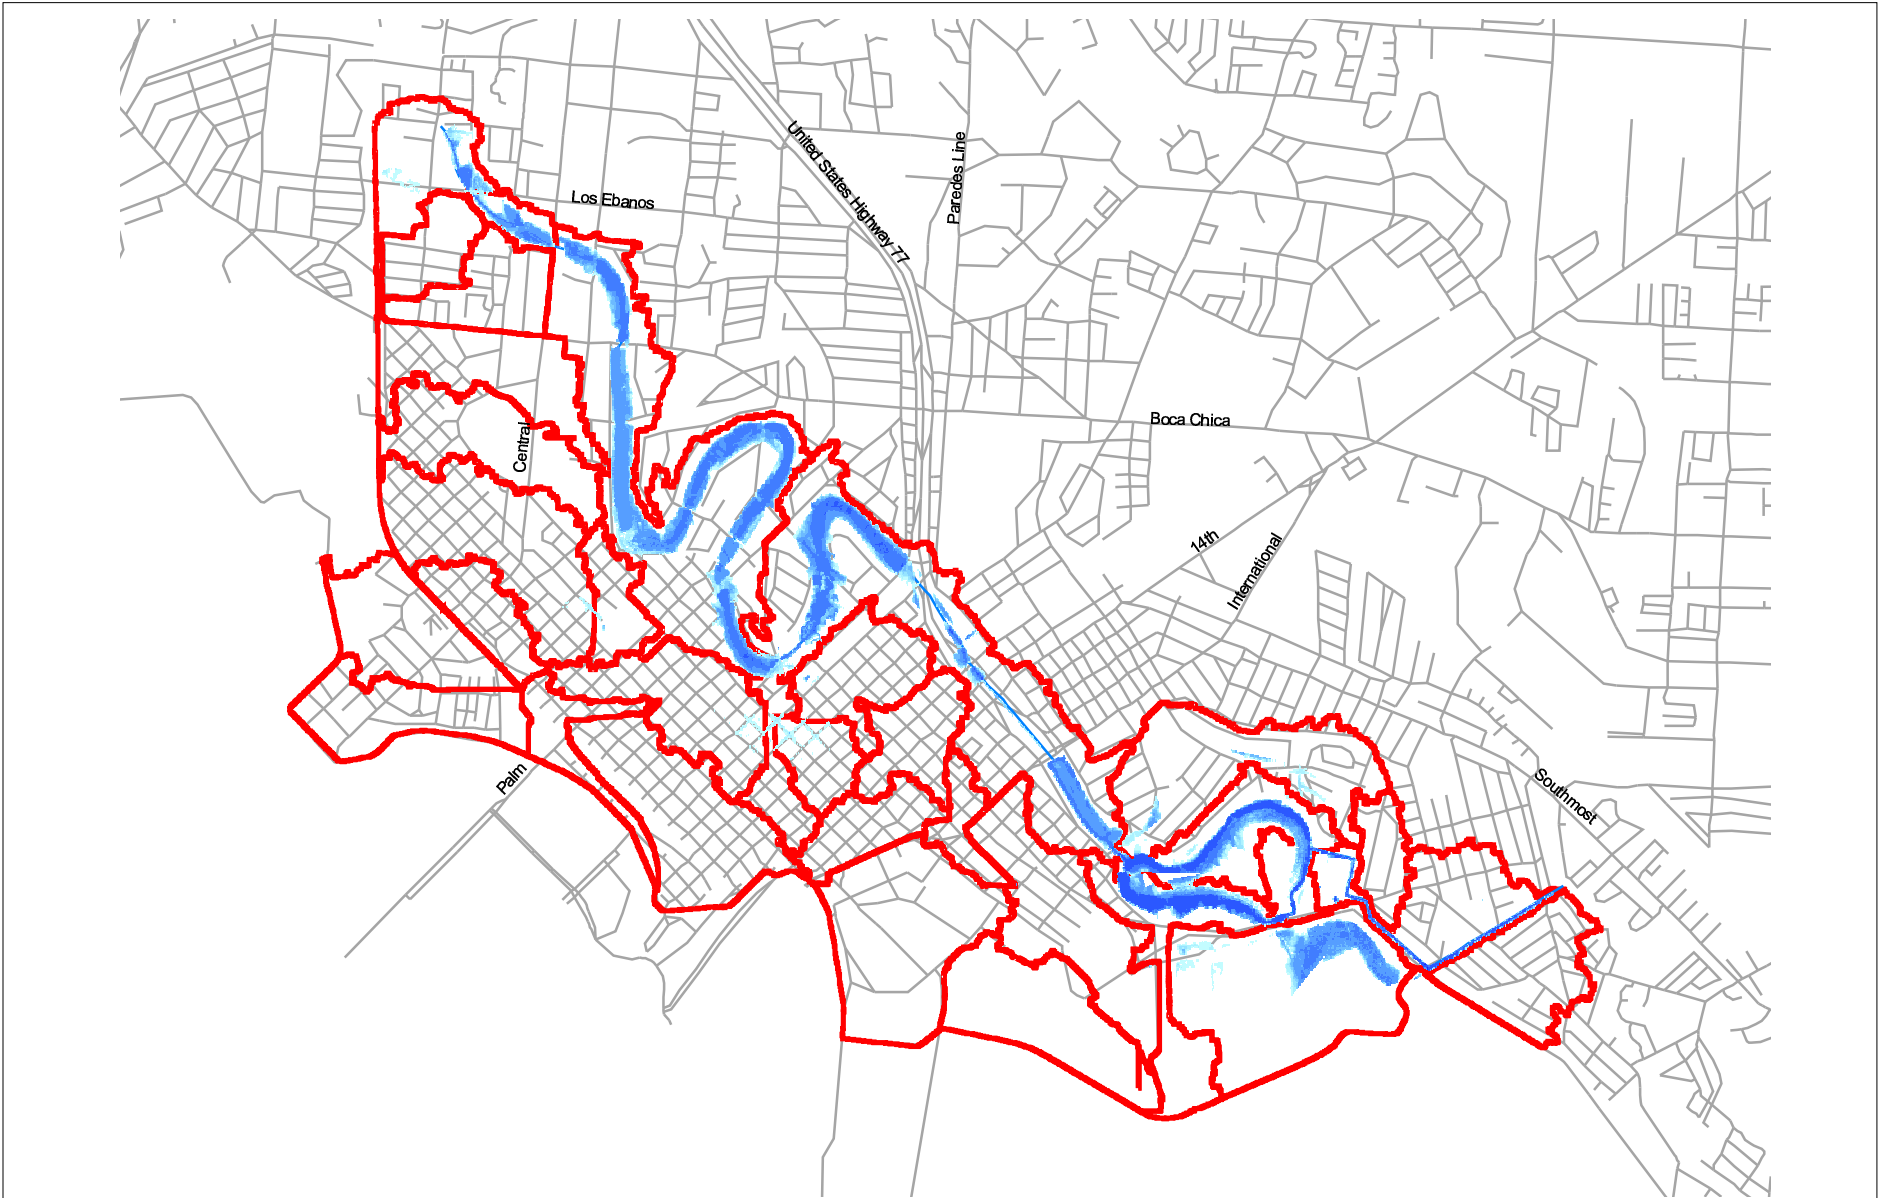 United States Highway 77
Paredes Line
Los Ebanos
Boca Chica
Central
14th
International
Palm
Southmost